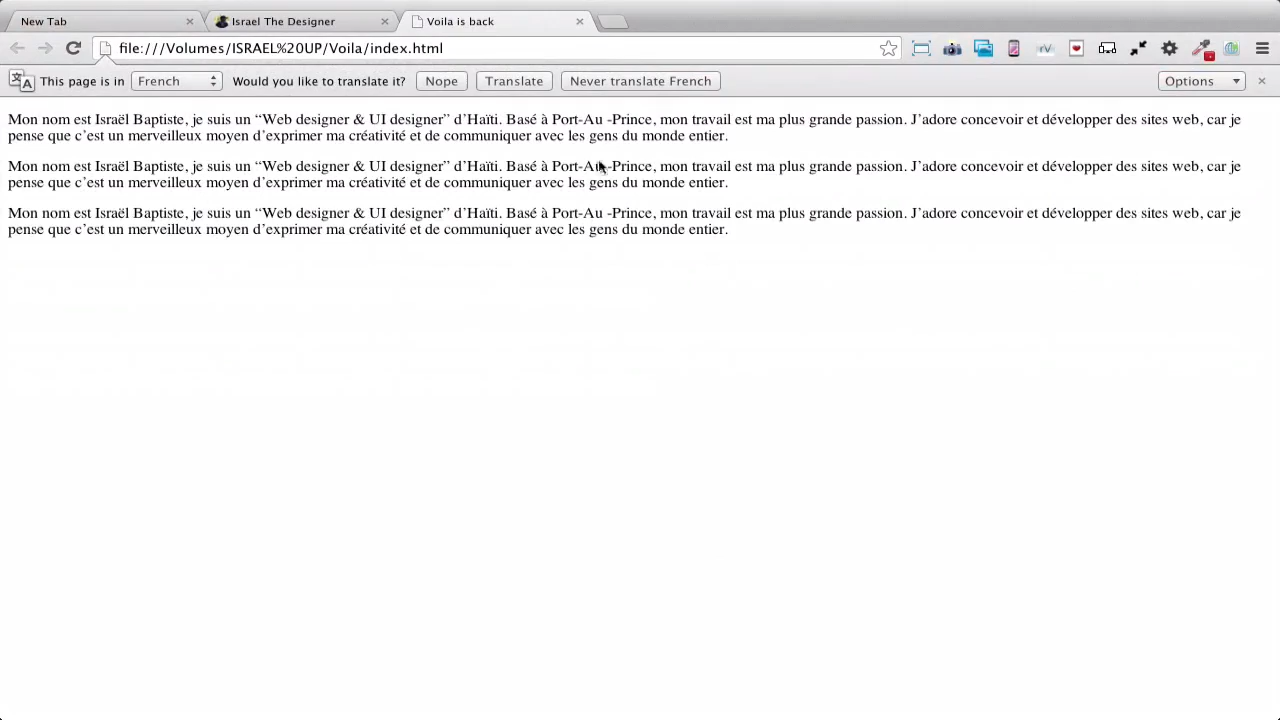 New Tab
Israel The Designer
Voila is back
file:///Volumes/ISRAEL%20UP/Voila/index.html
This page is in French Would you like to translate it? Nope Translate Never translate French Options
Mon nom est Israël Baptiste, je suis un “Web designer & UI designer” d’Haïti. Basé à Port-Au -Prince, mon travail est ma plus grande passion. J’adore concevoir et développer des sites web, car je
pense que c’est un merveilleux moyen d’exprimer ma créativité et de communiquer avec les gens du monde entier.
Mon nom est Israël Baptiste, je suis un “Web designer & UI designer” d’Haïti. Basé à Port-Au -Prince, mon travail est ma plus grande passion. J’adore concevoir et développer des sites web, car je
pense que c’est un merveilleux moyen d’exprimer ma créativité et de communiquer avec les gens du monde entier.
Mon nom est Israël Baptiste, je suis un “Web designer & UI designer” d’Haïti. Basé à Port-Au -Prince, mon travail est ma plus grande passion. J’adore concevoir et développer des sites web, car je
pense que c’est un merveilleux moyen d’exprimer ma créativité et de communiquer avec les gens du monde entier.